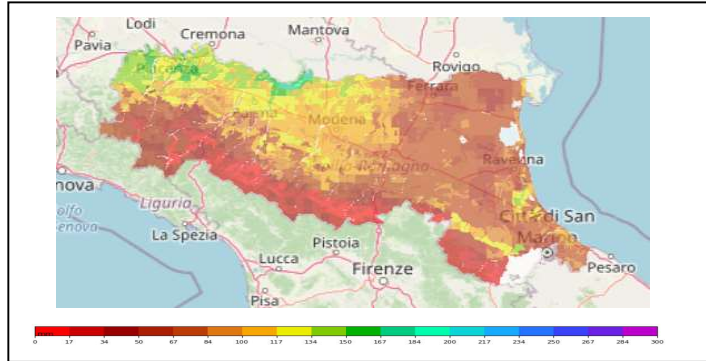 Lodi
Pavia
Cremona
Mantova
Rovigo
Piacenza
Ferrara
Parma
Modena
Ravenna
nova
Liguria
La Spezia
Città di San
Marino
Pistoia
Lucca
Firenze
Pesaro
Pisa
0 17 34 50 67 84 100 117 134 150 167 184 200 217 234 250 267 284 300